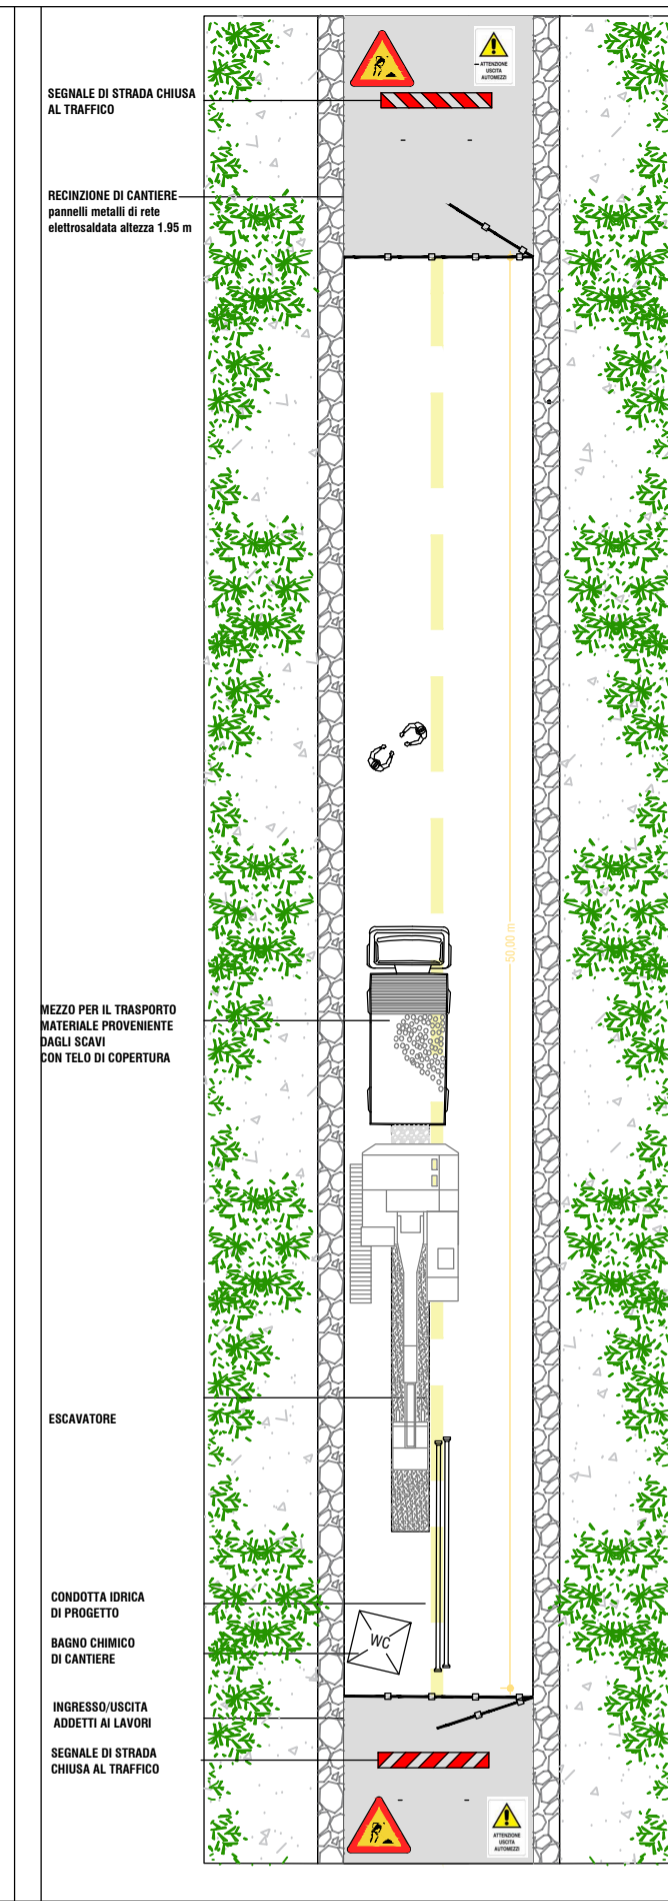 ATTENZIONE
USCITA
AUTOMEZZI
SEGNALE DI STRADA CHIUSA
AL TRAFFICO
RECINZIONE DI CANTIERE
pannelli metalli di rete
elettrosaldata altezza 1.95 m
50.00 m
MEZZO PER IL TRASPORTO
MATERIALE PROVENIENTE
DAGLI SCAVI
CON TELO DI COPERTURA
ESCAVATORE
CONDOTTA IDRICA
DI PROGETTO
BAGNO CHIMICO
DI CANTIERE
WC
INGRESSO/USCITA
ADDETTI AI LAVORI
SEGNALE DI STRADA
CHIUSA AL TRAFFICO
ATTENZIONE
USCITA
AUTOMEZZI